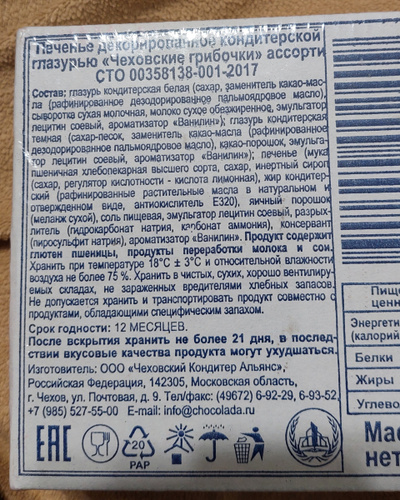 Печенье декорированное кондитерской
глазурью «Чеховские грибочки» ассорти
СТО 00358138-001-2017
Состав: глазурь кондитерская белая (сахар, заменитель какао-мас-
ла (рафинированное дезодорированное пальмоядровое масло),
сыворотка сухая молочная, молоко сухое обезжиренное, эмульгатор
лецитин соевый, ароматизатор «Ванилин»); глазурь кондитерская
темная (сахар-песок, заменитель какао-масла (рафинированное
дезодорированное пальмоядровое масло), какао-порошок, эмульга-
тор лецитин соевый, ароматизатор «Ванилин»); печенье (мука
пшеничная хлебопекарная высшего сорта, сахар, инертный сироп
(сахар, регулятор кислотности - кислота лимонная), жир кондитер-
ский (рафинированные растительные масла в натуральном и
отвержденном виде, антиокислитель Е320), яичный порошок
(меланж сухой), соль пищевая, эмульгатор лецитин соевый, разрых-
литель (гидрокарбонат натрия, карбонат аммония), консервант
(пиросульфит натрия), ароматизатор «Ванилин». Продукт содержит
глютен пшеницы, продукты переработки молока и сои.
Хранить при температуре 18°С ± 3°С и относительной влажности
воздуха не более 75 %. Хранить в чистых, сухих, хорошо вентилиру-
емых складах, не зараженных вредителями хлебных запасов.
Не допускается хранить и транспортировать продукт совместно с
продуктами, обладающими специфическим запахом.
Срок годности: 12 МЕСЯЦЕВ.
После вскрытия хранить не более 21 дня, в послед-
ствии вкусовые качества продукта могут ухудшаться.
Изготовитель: ООО «Чеховский Кондитер Альянс»,
Российская Федерация, 142305, Московская область,
г. Чехов, ул. Почтовая, д. 9. Тел/факс: (49672) 6-92-29, 6-93-52,
+7 (985) 527-55-00 E-mail: info@chocolada.ru
EAC
20
PAP
Пищ
ценн
Энергети
(калорий
Белки
Жиры
Углево
Мас
нет